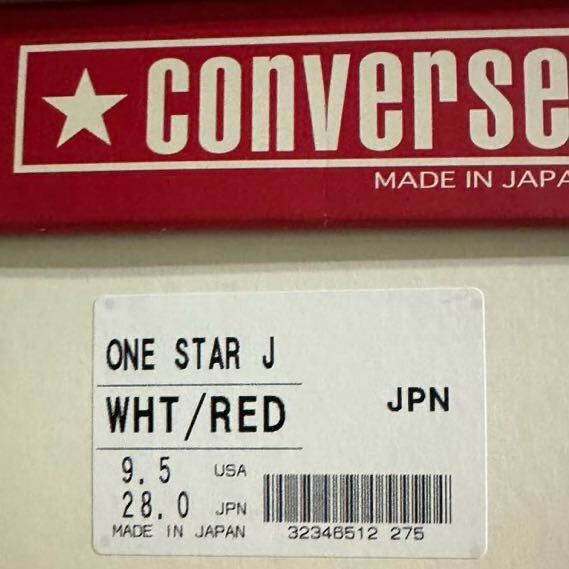 converse
MADE IN JAPA
ONE STAR J
WHT/RED
JPN
9.5 USA
28.0 JPN
MADE IN JAPAN
32346512 275